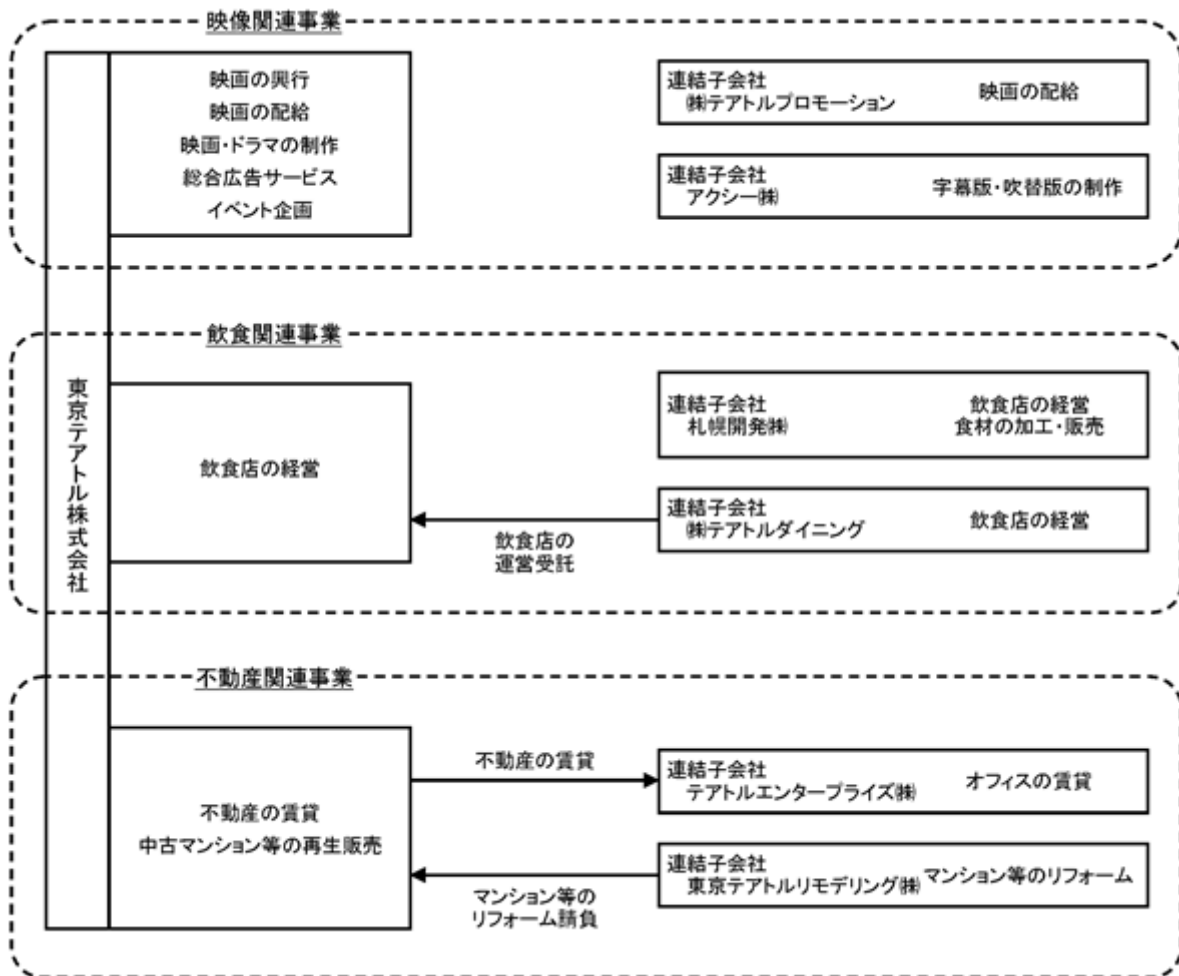 映像関連事業
映画の興行
映画の配給
映画・ドラマの制作
総合広告サービス
イベント企画
連結子会社
㈱テアトルプロモーション
映画の配給
連結子会社
アクシー㈱
字幕版・吹替版の制作
東京テアトル株式会社
飲食関連事業
飲食店の経営
連結子会社
札幌開発㈱
飲食店の経営
食材の加工・販売
連結子会社
㈱テアトルダイニング
飲食店の経営
飲食店の
運営受託
不動産関連事業
不動産の賃貸
中古マンション等の再生販売
不動産の賃貸
連結子会社
テアトルエンタープライズ㈱
オフィスの賃貸
連結子会社
東京テアトルリモデリング㈱
マンション等のリフォーム
マンション等の
リフォーム請負